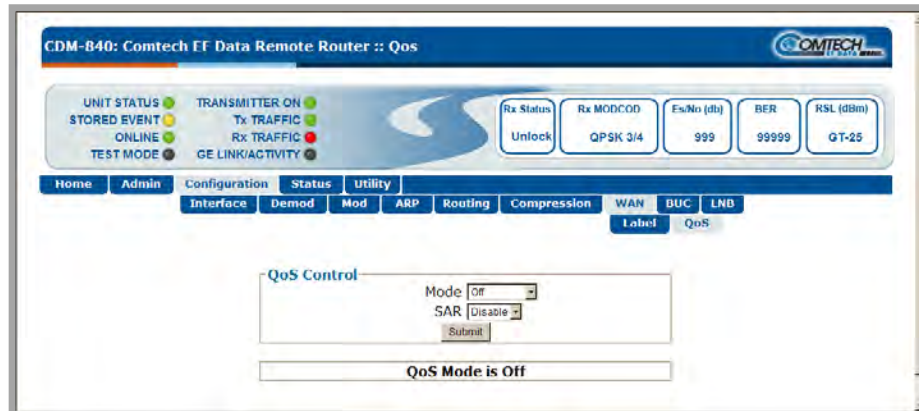 CDM-840: Comtech EF Data Remote Router :: Qos
COMTECH
EF DATA
UNIT STATUS TRANSMITTER ON
STORED EVENT Tx TRAFFIC
ONLINE Rx TRAFFIC
TEST MODE GE LINK/ACTIVITY
Rx Status Rx MODCOD Es/No (db) BER RSL (dBm)
Unlock QPSK 3/4 999 99999 GT-25
Home Admin Configuration Status Utility
Interface Demod Mod ARP Routing Compression WAN BUC LNB
Label QoS
QoS Control
Mode Off
SAR Disable
Submit
QoS Mode is Off